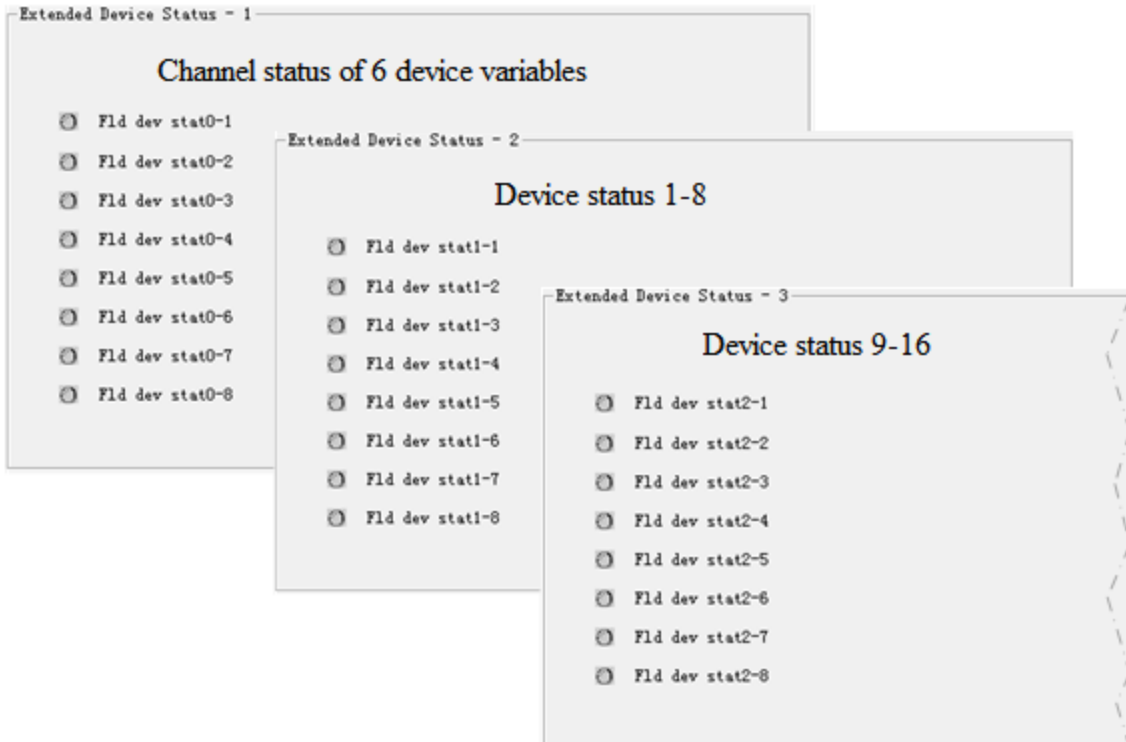 Extended Device Status - 1
Channel status of 6 device variables
Fld dev stat0-1
Fld dev stat0-2
Fld dev stat0-3
Fld dev stat0-4
Fld dev stat0-5
Fld dev stat0-6
Fld dev stat0-7
Fld dev stat0-8
Extended Device Status - 2
Device status 1-8
Fld dev stat1-1
Fld dev stat1-2
Fld dev stat1-3
Fld dev stat1-4
Fld dev stat1-5
Fld dev stat1-6
Fld dev stat1-7
Fld dev stat1-8
Extended Device Status - 3
Device status 9-16
Fld dev stat2-1
Fld dev stat2-2
Fld dev stat2-3
Fld dev stat2-4
Fld dev stat2-5
Fld dev stat2-6
Fld dev stat2-7
Fld dev stat2-8